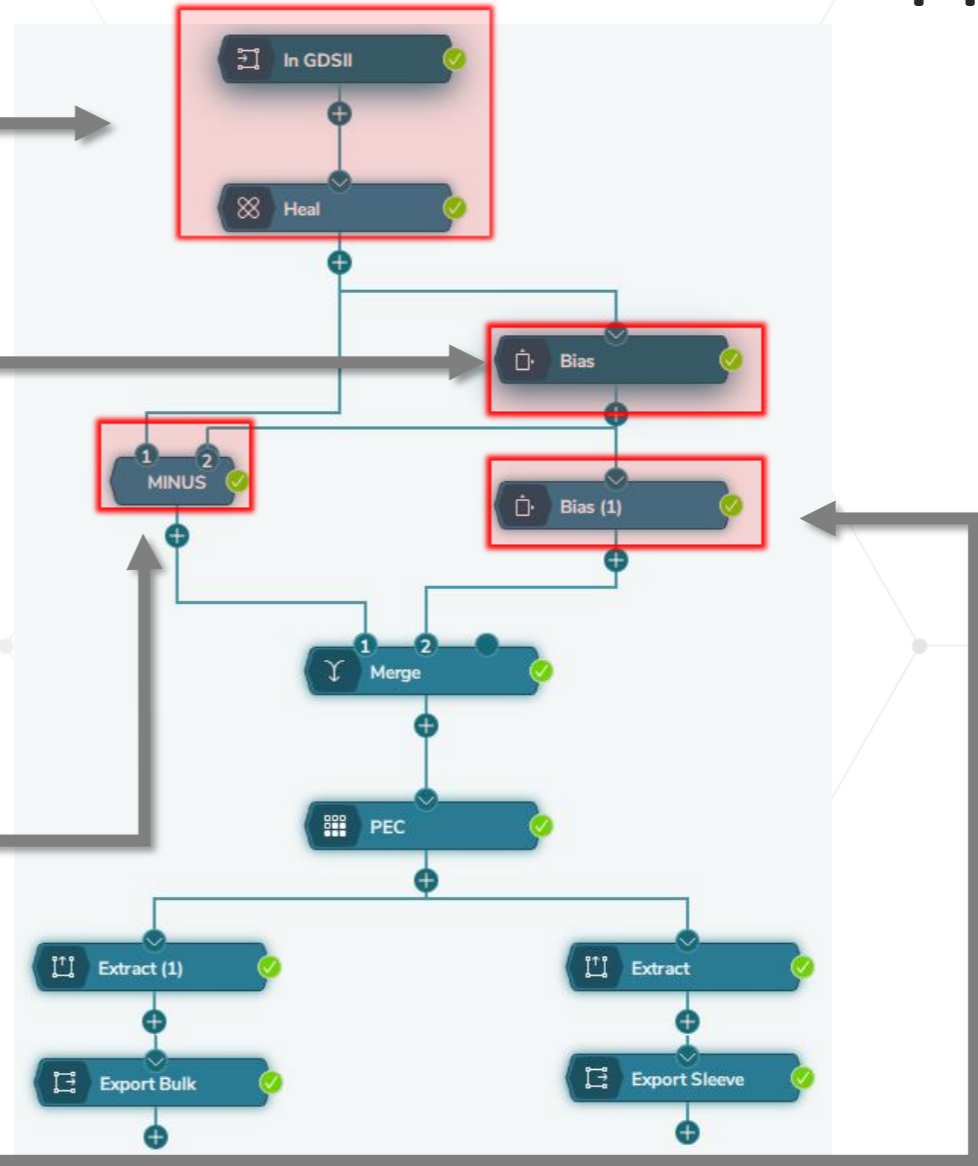 In GDSII
Heal
Bias
1 2
MINUS
Bias (1)
1 2
Merge
PEC
Extract (1)
Extract
Export Bulk
Export Sleeve